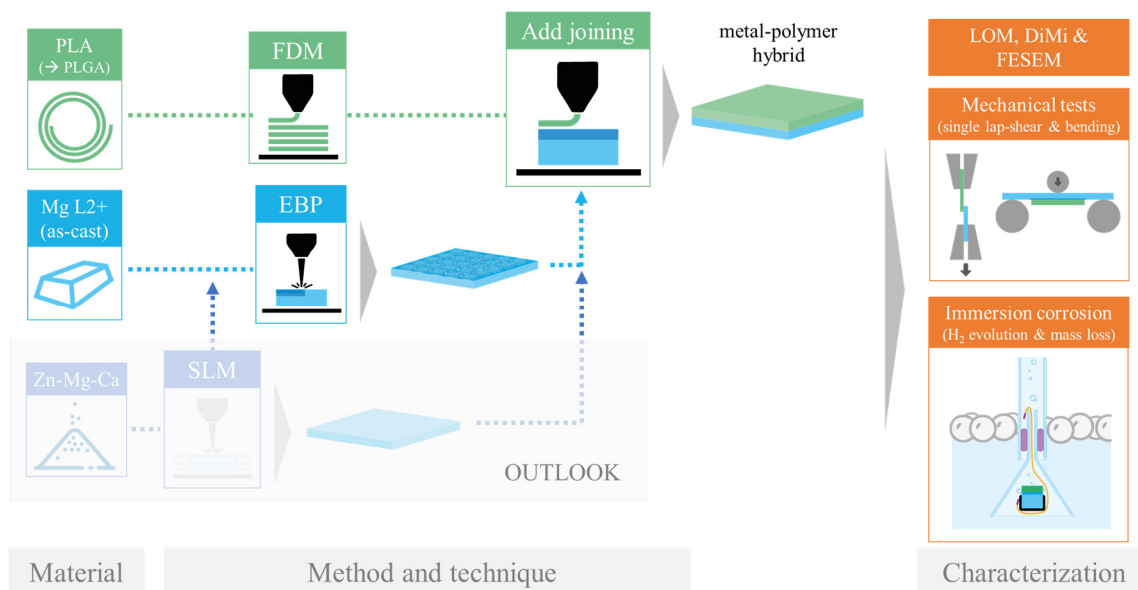 PLA
(→ PLGA)
FDM
Add joining
metal-polymer
hybrid
LOM, DiMi &
FESEM
Mechanical tests
(single lap-shear & bending)
Mg L2+
(as-cast)
EBP
Immersion corrosion
(H₂ evolution & mass loss)
Zn-Mg-Ca
SLM
OUTLOOK
Material
Method and technique
Characterization